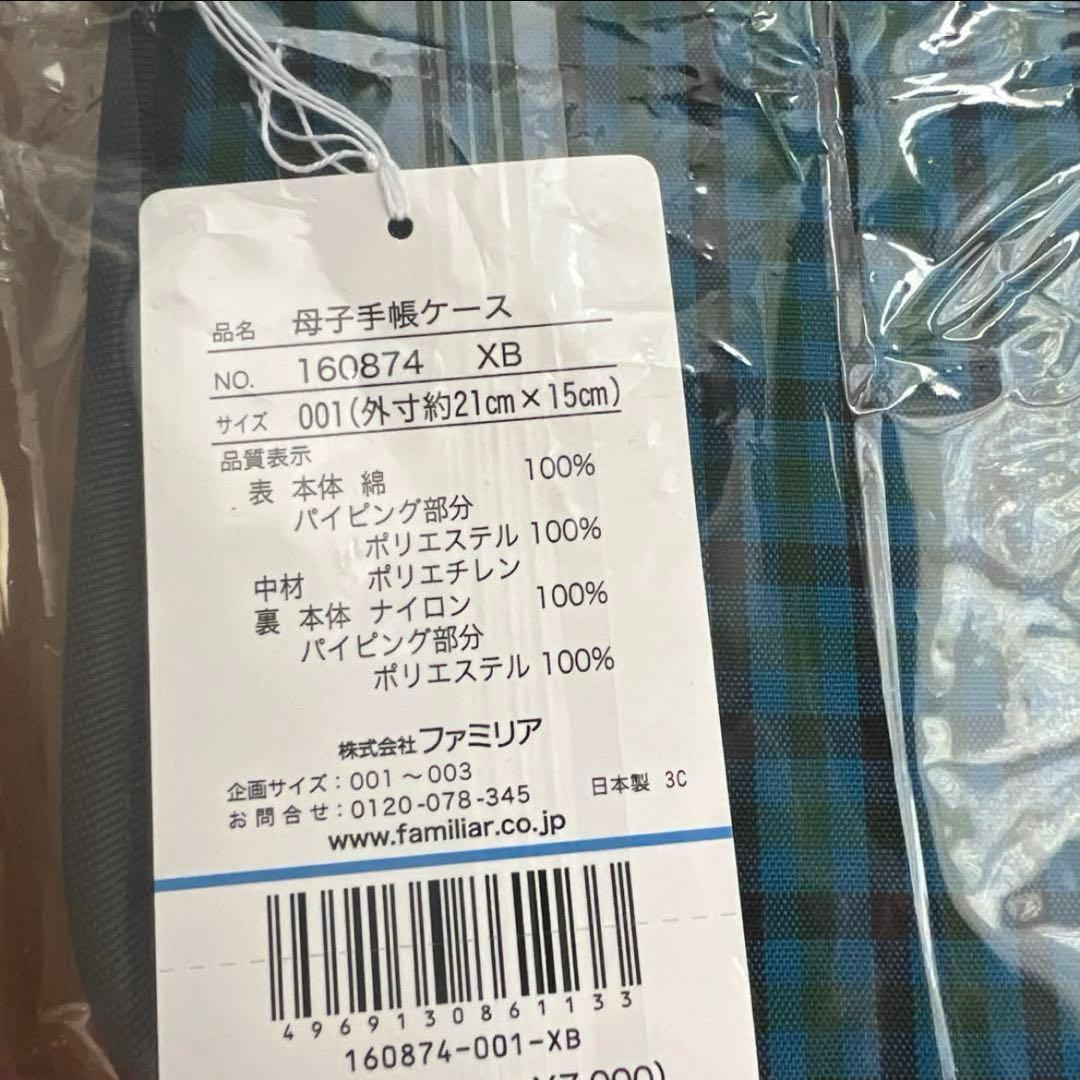 品名 母子手帳ケース
NO. 160874 XB
サイズ 001(外寸約21cm×15cm)
品質表示
表 本体 綿 100%
パイピング部分
ポリエステル 100%
中材 ポリエチレン
裏 本体 ナイロン 100%
パイピング部分
ポリエステル 100%
株式会社ファミリア
企画サイズ:001~003
お問合せ:0120-078-345 日本製 3C
www.familiar.co.jp
4969130861133
160874-001-XB
¥7,000)